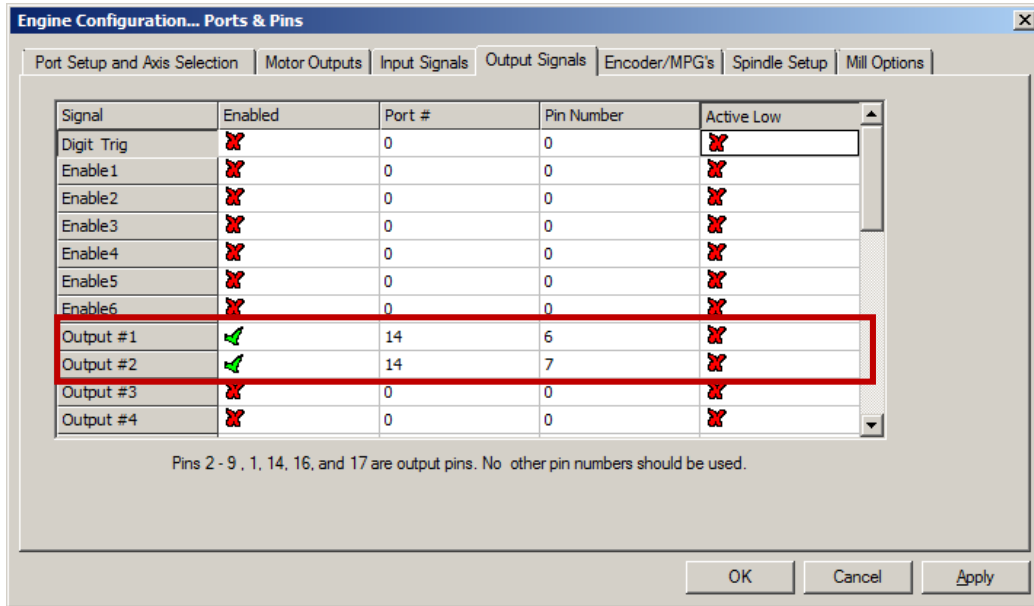 Engine Configuration... Ports & Pins
Port Setup and Axis Selection Motor Outputs Input Signals Output Signals Encoder/MPG's Spindle Setup Mill Options
Signal Enabled Port # Pin Number Active Low
Digit Trig 0 0
Enable1 0 0
Enable2 0 0
Enable3 0 0
Enable4 0 0
Enable5 0 0
Enable6 0 0
Output #1 14 6
Output #2 14 7
Output #3 0 0
Output #4 0 0
Pins 2 - 9 , 1, 14, 16, and 17 are output pins. No other pin numbers should be used.
OK Cancel Apply